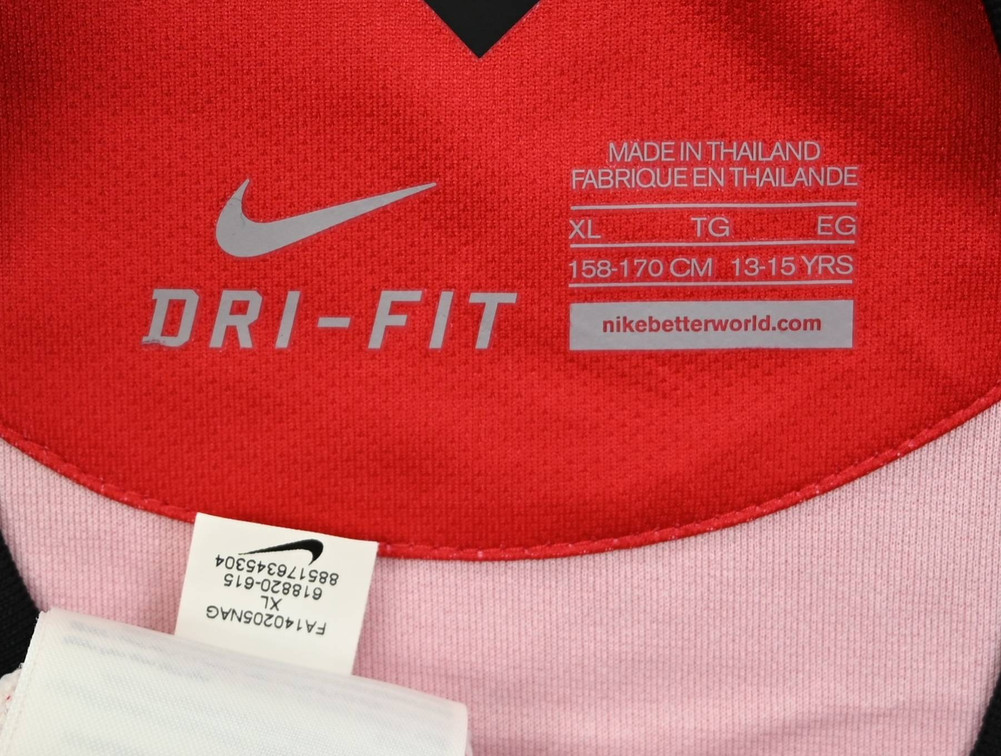 MADE IN THAILAND
FABRIQUE EN THAILANDE
XL TG EG
158-170 CM 13-15 YRS
nikebetterworld.com
DRI-FIT
FA140205NAG
XL
618820-615
885176345304